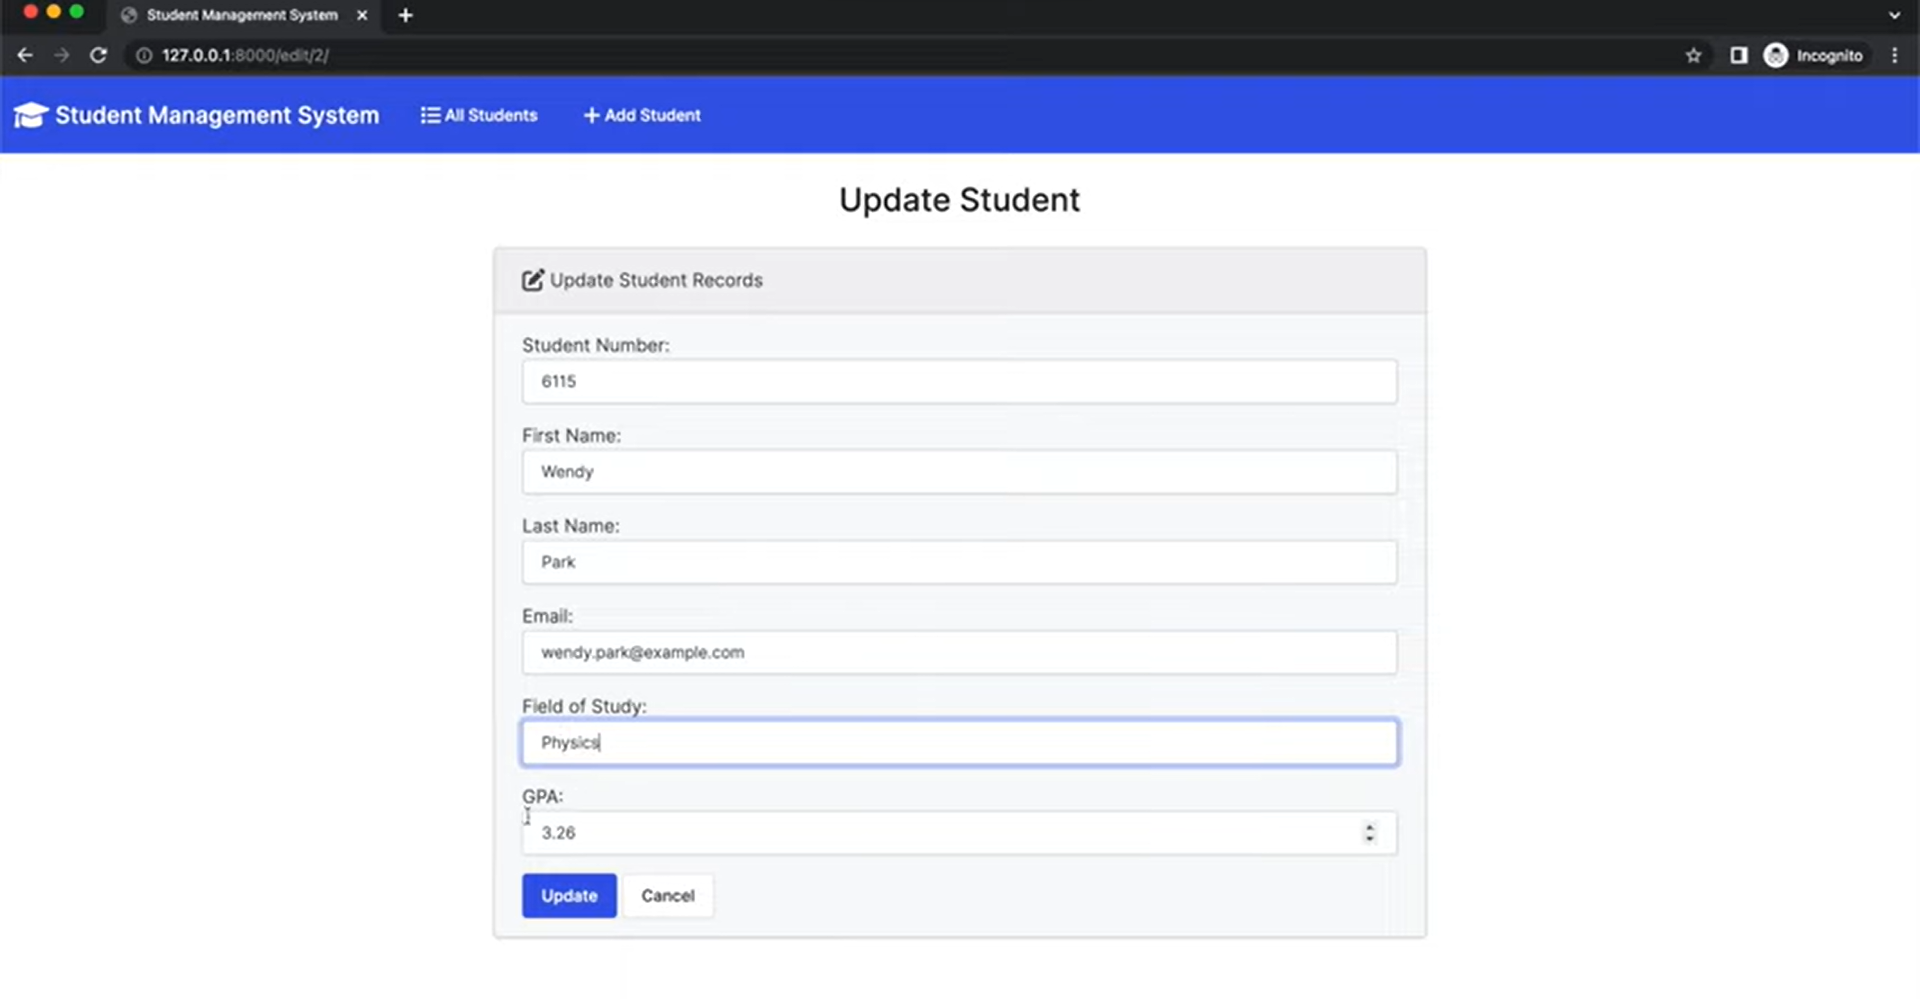 Student Management System
127.0.0.1:8000/edit/2/
Incognito
Student Management System All Students + Add Student
Update Student
Update Student Records
Student Number:
6115
First Name:
Wendy
Last Name:
Park
Email:
wendy.park@example.com
Field of Study:
Physics
GPA:
3.26
Update Cancel